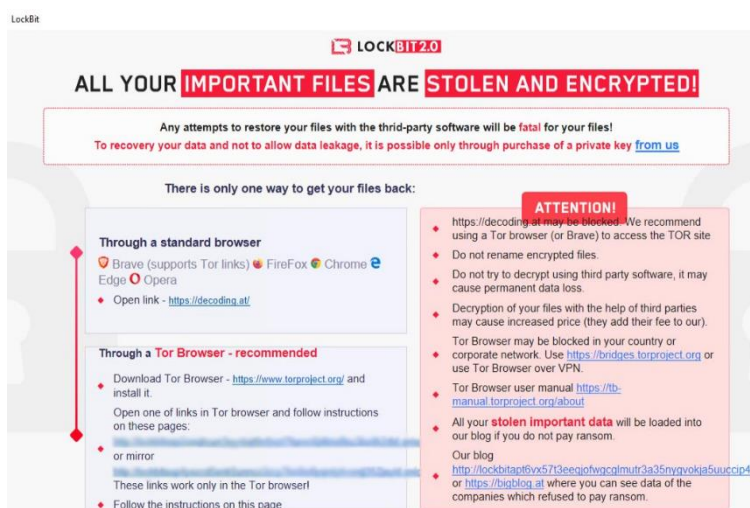 LockBit
LOCKBIT 2.0
ALL YOUR IMPORTANT FILES ARE STOLEN AND ENCRYPTED!
Any attempts to restore your files with the thrid-party software will be fatal for your files!
To recovery your data and not to allow data leakage, it is possible only through purchase of a private key from us
There is only one way to get your files back:
Through a standard browser
Brave (supports Tor links) FireFox Chrome
Edge Opera
Open link - https://decoding.at/
Through a Tor Browser - recommended
Download Tor Browser - https://www.torproject.org/ and
install it.
Open one of links in Tor browser and follow instructions
on these pages:
or mirror
These links work only in the Tor browser!
Follow the instructions on this page
ATTENTION!
https://decoding.at may be blocked. We recommend
using a Tor browser (or Brave) to access the TOR site
Do not rename encrypted files.
Do not try to decrypt using third party software, it may
cause permanent data loss.
Decryption of your files with the help of third parties
may cause increased price (they add their fee to our).
Tor Browser may be blocked in your country or
corporate network. Use https://bridges.torproject.org or
use Tor Browser over VPN.
Tor Browser user manual https://tb-
manual.torproject.org/about
All your stolen important data will be loaded into
our blog if you do not pay ransom.
Our blog
http://lockbitapt6vx57t3eeqjofwgcglmutr3a35nygvokja5uuccip4
or https://bigblog.at where you can see data of the
companies which refused to pay ransom.